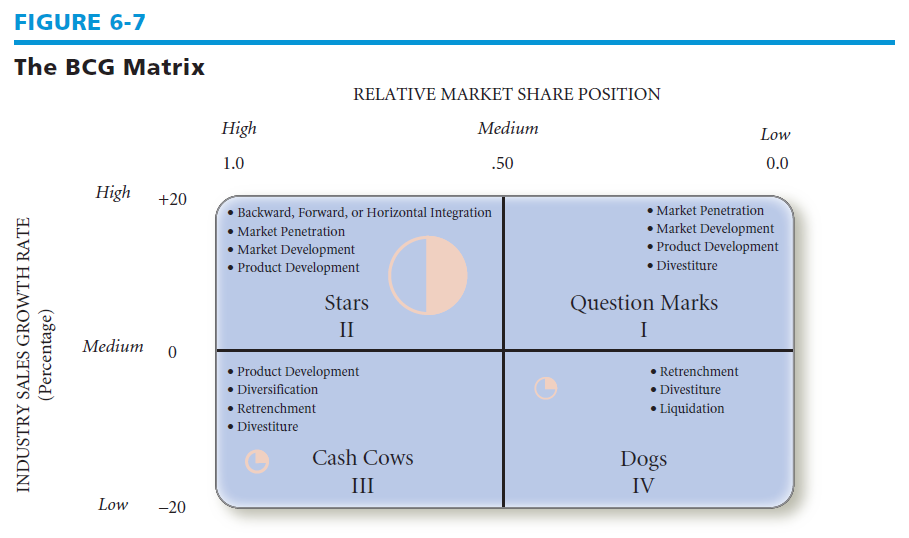 FIGURE 6-7
The BCG Matrix
RELATIVE MARKET SHARE POSITION
High
Medium
Low
1.0
.50
0.0
INDUSTRY SALES GROWTH RATE
(Percentage)
High
+20
Medium
0
Low
–20
• Backward, Forward, or Horizontal Integration
• Market Penetration
• Market Development
• Product Development
Stars
II
• Market Penetration
• Market Development
• Product Development
• Divestiture
Question Marks
I
• Product Development
• Diversification
• Retrenchment
• Divestiture
Cash Cows
III
• Retrenchment
• Divestiture
• Liquidation
Dogs
IV